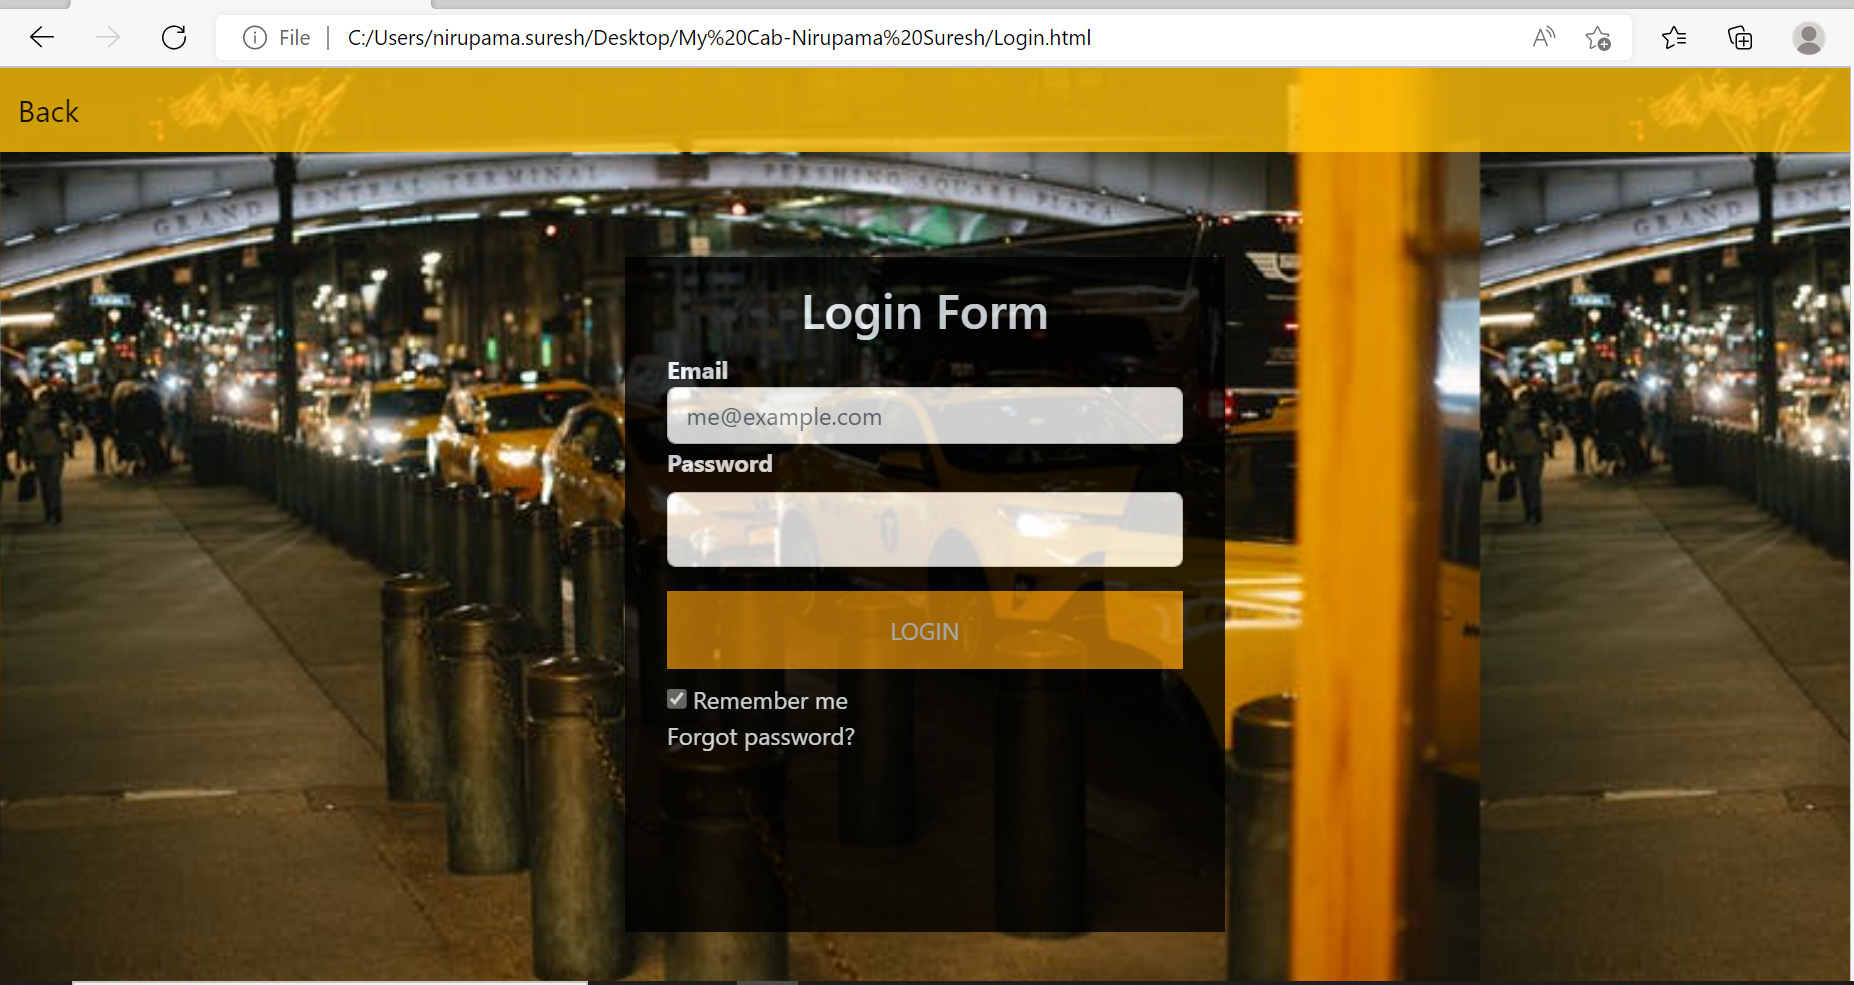 File
C:/Users/nirupama.suresh/Desktop/My%20Cab-Nirupama%20Suresh/Login.html
Back
GRAND CENTRAL TERMINAL PERSHING SQUARE PLAZA
GRAND
Login Form
Email
me@example.com
Password
LOGIN
Remember me
Forgot password?